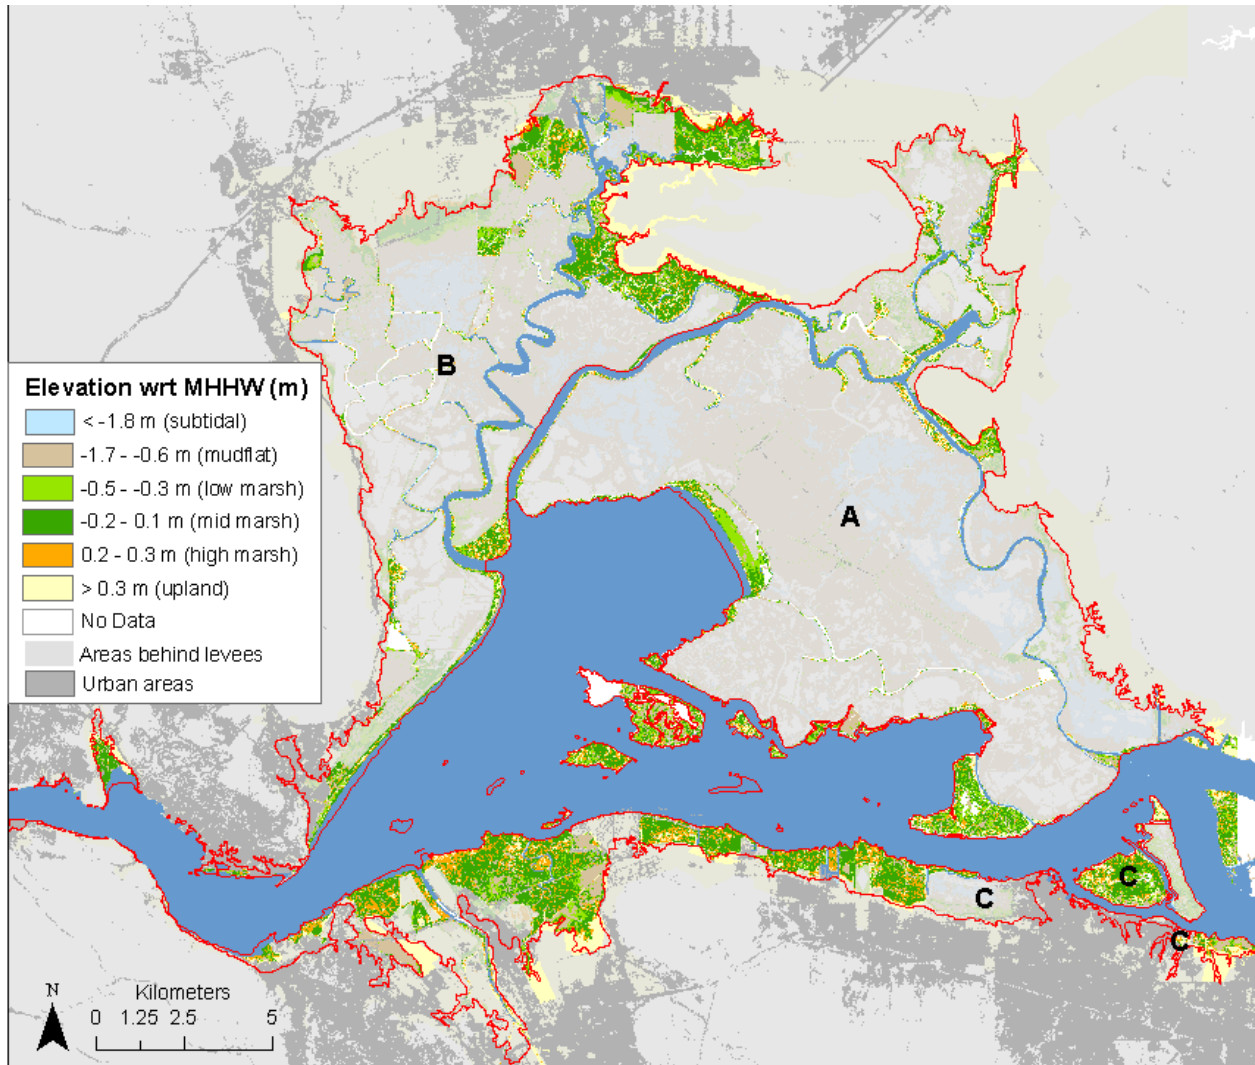 B
A
Elevation wrt MHHW (m)
< -1.8 m (subtidal)
-1.7 - -0.6 m (mudflat)
-0.5 - -0.3 m (low marsh)
-0.2 - 0.1 m (mid marsh)
0.2 - 0.3 m (high marsh)
> 0.3 m (upland)
No Data
Areas behind levees
Urban areas
C
C
C
N
Kilometers
0 1.25 2.5 5